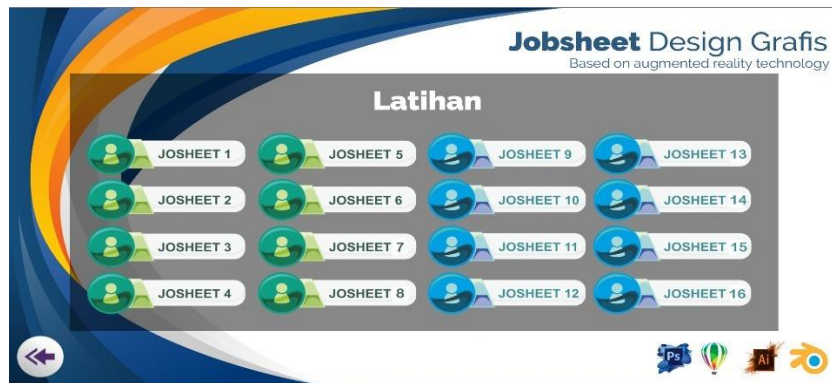 Jobsheet Design Grafis
Based on augmented reality technology
Latihan
JOSHEET 1
JOSHEET 5
JOSHEET 9
JOSHEET 13
JOSHEET 2
JOSHEET 6
JOSHEET 10
JOSHEET 14
JOSHEET 3
JOSHEET 7
JOSHEET 11
JOSHEET 15
JOSHEET 4
JOSHEET 8
JOSHEET 12
JOSHEET 16
Ps
Ai